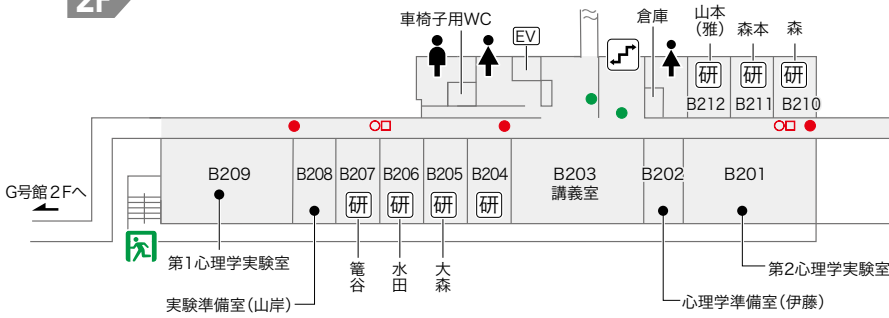 2F
車椅子用WC
EV
倉庫
山本
(雅)
森本
森
研
研
研
B212
B211
B210
G号館2Fへ
B209
B208
B207
B206
B205
B204
B203
講義室
B202
B201
研
研
研
研
第1心理学実験室
篭谷
水田
大森
第2心理学実験室
実験準備室(山岸)
心理学準備室(伊藤)